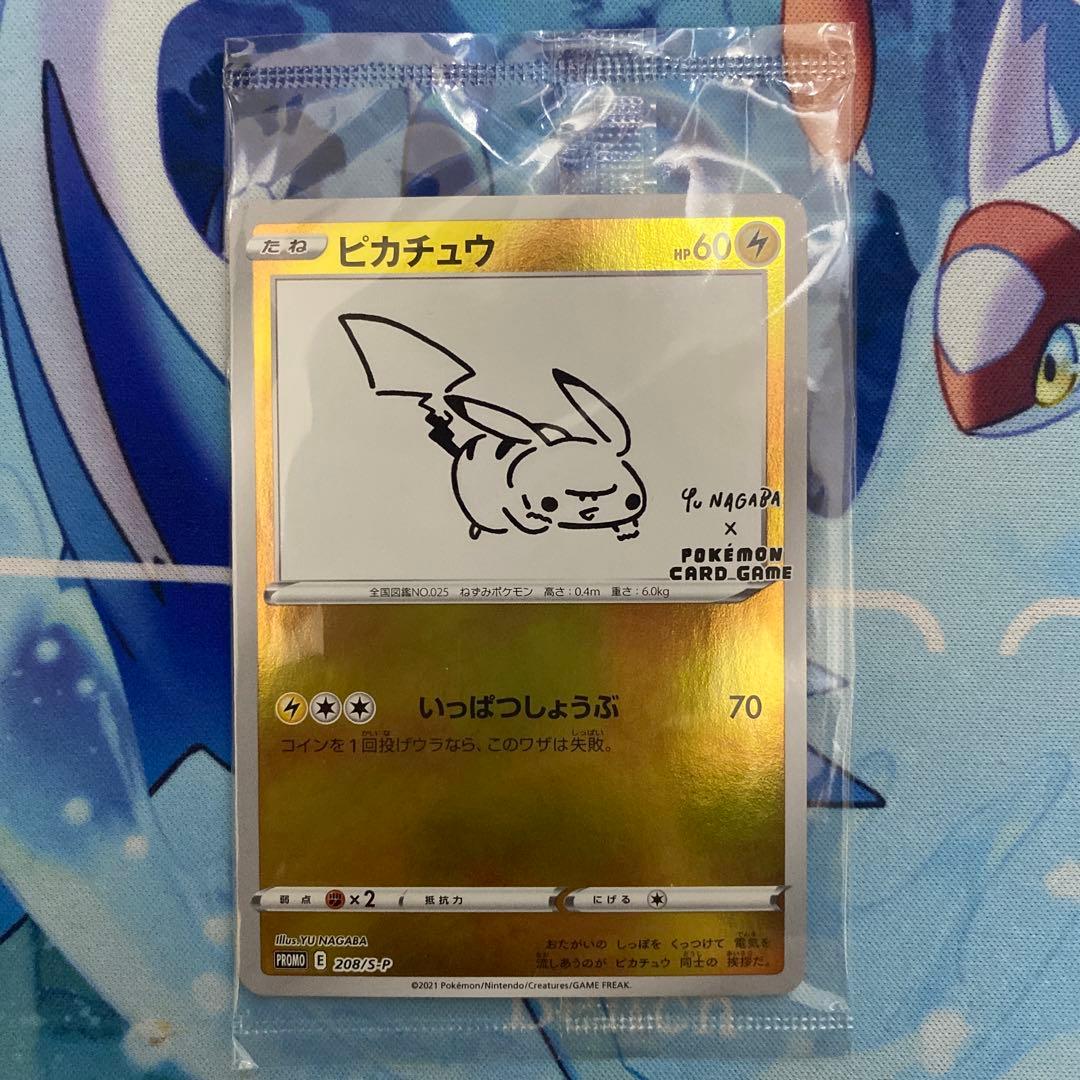 たね ピカチュウ HP60
Yu NAGABA
×
POKÉMON
CARD GAME
全国図鑑NO.025 ねずみポケモン 高さ：0.4m 重さ：6.0kg
いっぱつしょうぶ 70
コインを1回投げウラなら、このワザは失敗。
弱点 ×2 抵抗力 にげる
Illus.YU NAGABA
PROMO E 208/S-P
おたがいの しっぽを くっつけて 電気を
流しあうのが ピカチュウ 同士の 挨拶だ。
©2021 Pokémon/Nintendo/Creatures/GAME FREAK.